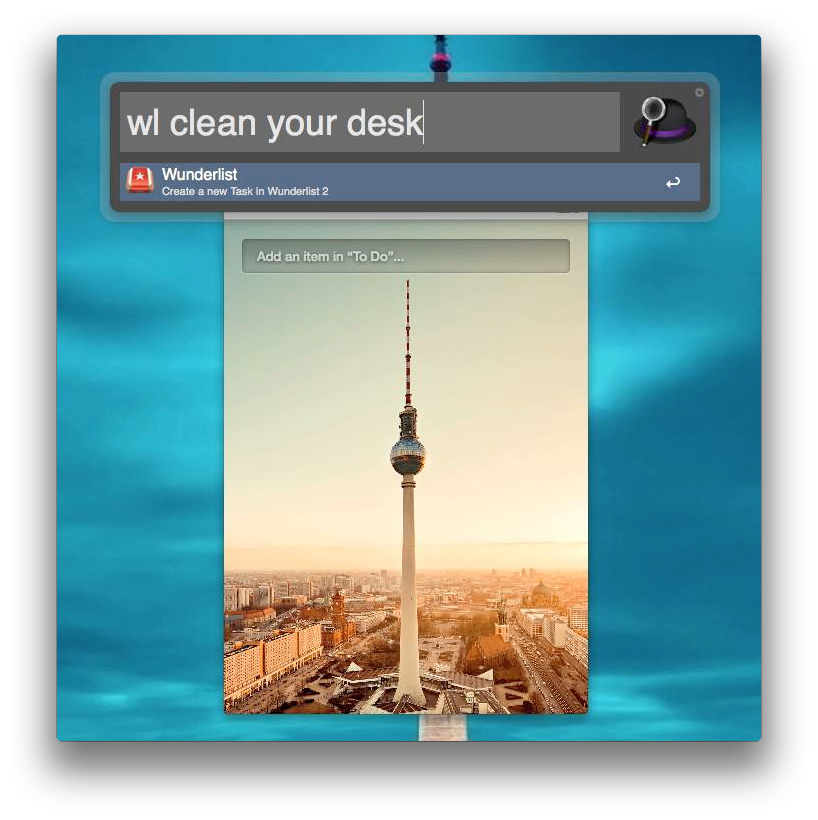 wl clean your desk
Wunderlist
Create a new Task in Wunderlist 2
Add an item in “To Do”...